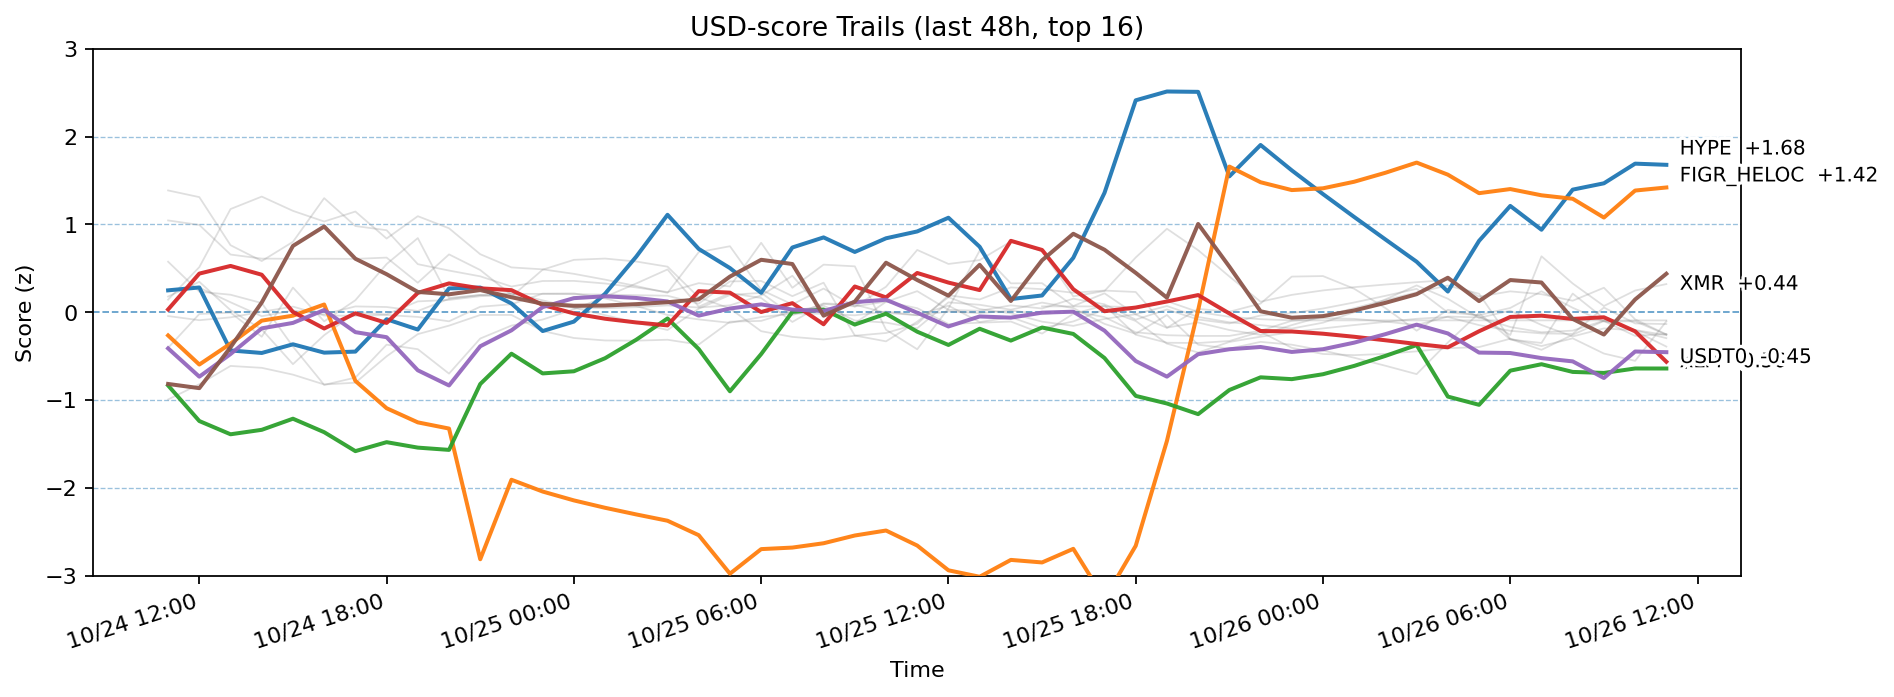 USD-score Trails (last 48h, top 16)
3
2
1
0
−1
−2
−3
Score (z)
HYPE +1.68
FIGR_HELOC +1.42
XMR +0.44
USDT0 -0.45
10/24 12:00
10/24 18:00
10/25 00:00
10/25 06:00
10/25 12:00
10/25 18:00
10/26 00:00
10/26 06:00
10/26 12:00
Time